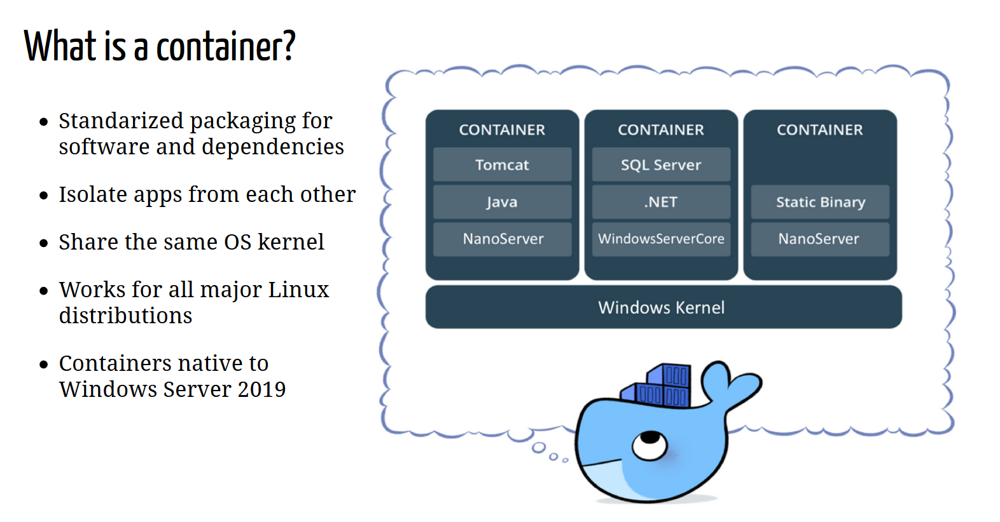 What is a container?
Standarized packaging for
software and dependencies
Isolate apps from each other
Share the same OS kernel
Works for all major Linux
distributions
Containers native to
Windows Server 2019
CONTAINER
Tomcat
Java
NanoServer
CONTAINER
SQL Server
.NET
WindowsServerCore
CONTAINER
Static Binary
NanoServer
Windows Kernel